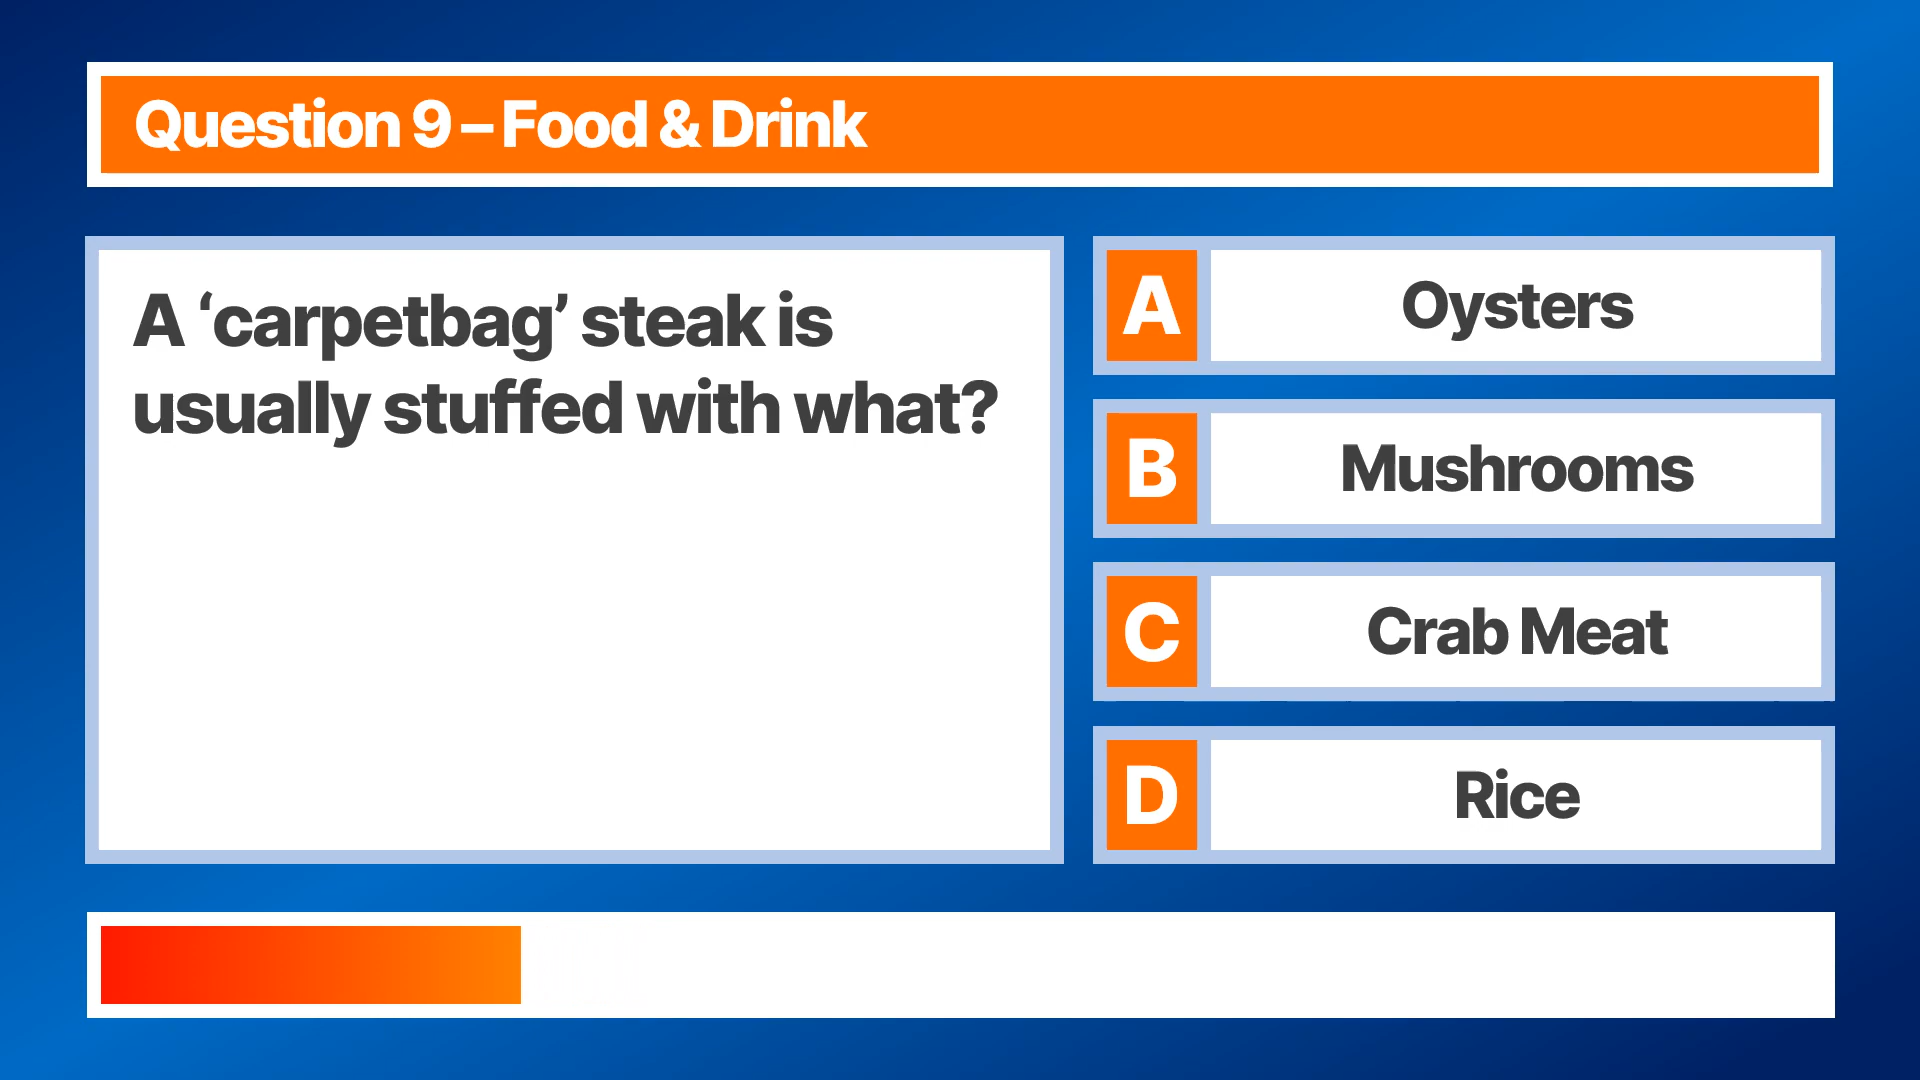 Question 9 – Food & Drink
A ‘carpetbag’ steak is
usually stuffed with what?
A
Oysters
B
Mushrooms
C
Crab Meat
D
Rice